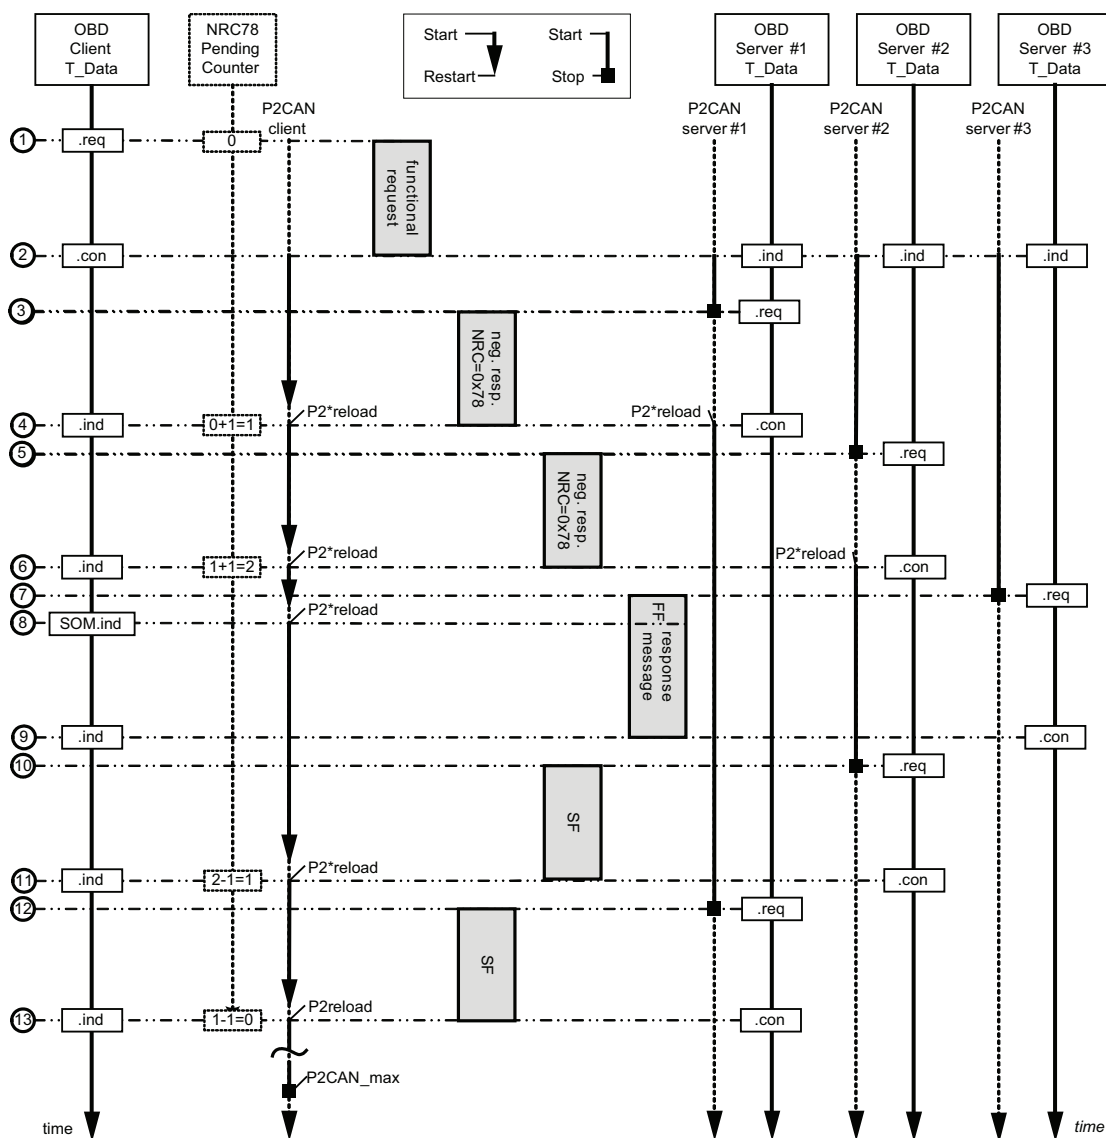 OBD
Client
T_Data
NRC78
Pending
Counter
Start
Restart
Start
Stop
OBD
Server #1
T_Data
OBD
Server #2
T_Data
OBD
Server #3
T_Data
P2CAN
client
P2CAN
server #1
P2CAN
server #2
P2CAN
server #3
1
.req
0
functional
request
2
.con
.ind
.ind
.ind
3
.req
neg. resp.
NRC=0x78
4
.ind
0+1=1
P2*reload
P2*reload
.con
5
.req
neg. resp.
NRC=0x78
6
.ind
1+1=2
P2*reload
P2*reload
.con
7
.req
8
SOM.ind
P2*reload
FF response
message
9
.ind
.con
10
.req
SF
11
.ind
2-1=1
P2*reload
.con
12
.req
SF
13
.ind
1-1=0
P2reload
.con
P2CAN_max
time
time